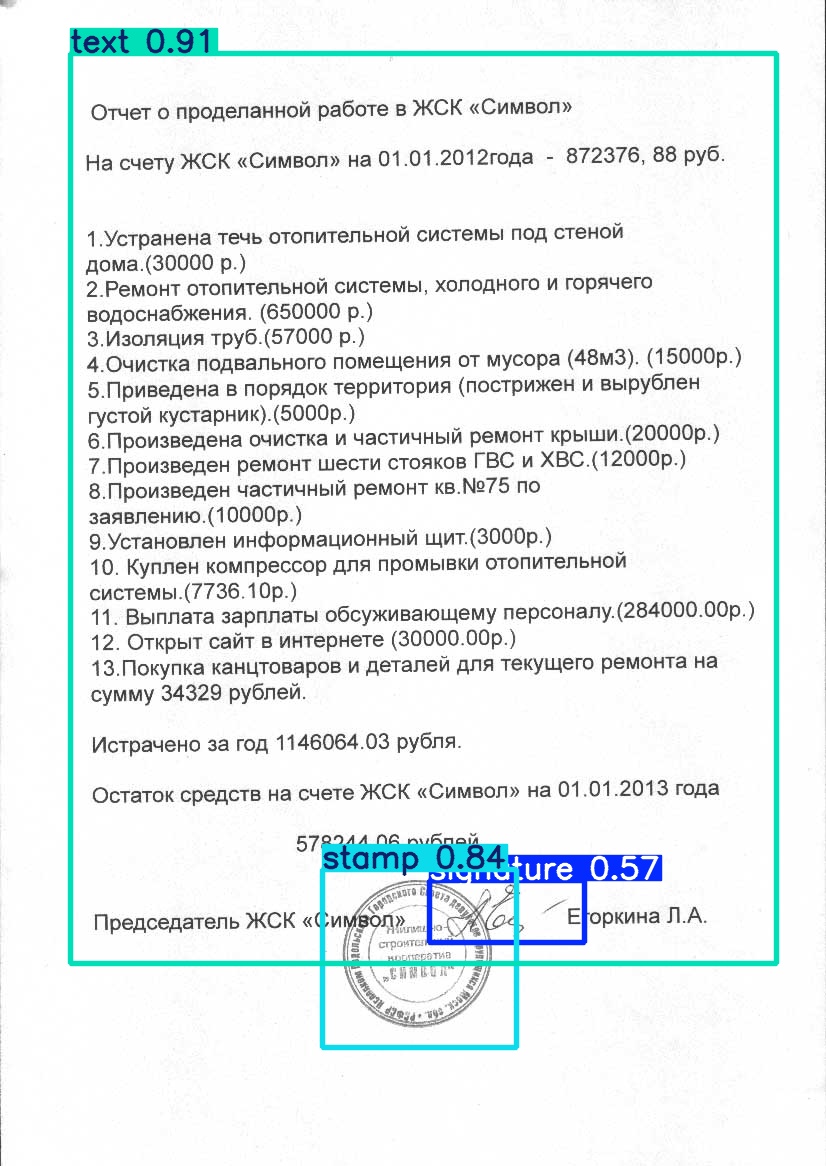 text 0.91
Отчет о проделанной работе в ЖСК «Символ»
На счету ЖСК «Символ» на 01.01.2012года - 872376, 88 руб.
1.Устранена течь отопительной системы под стеной
дома.(30000 р.)
2.Ремонт отопительной системы, холодного и горячего
водоснабжения. (650000 р.)
3.Изоляция труб.(57000 р.)
4.Очистка подвального помещения от мусора (48м3). (15000р.)
5.Приведена в порядок территория (пострижен и вырублен
густой кустарник).(5000р.)
6.Произведена очистка и частичный ремонт крыши.(20000р.)
7.Произведен ремонт шести стояков ГВС и ХВС.(12000р.)
8.Произведен частичный ремонт кв.№75 по
заявлению.(10000р.)
9.Установлен информационный щит.(3000р.)
10. Куплен компрессор для промывки отопительной
системы.(7736.10р.)
11. Выплата зарплаты обсуживающему персоналу.(284000.00р.)
12. Открыт сайт в интернете (30000.00р.)
13.Покупка канцтоваров и деталей для текущего ремонта на
сумму 34329 рублей.
Истрачено за год 1146064.03 рубля.
Остаток средств на счете ЖСК «Символ» на 01.01.2013 года
578244.06 рублей
stamp 0.84
signature 0.57
Председатель ЖСК «Символ» Егоркина Л.А.
Жилищно-
строительный
кооператив
"СИМВОЛ"